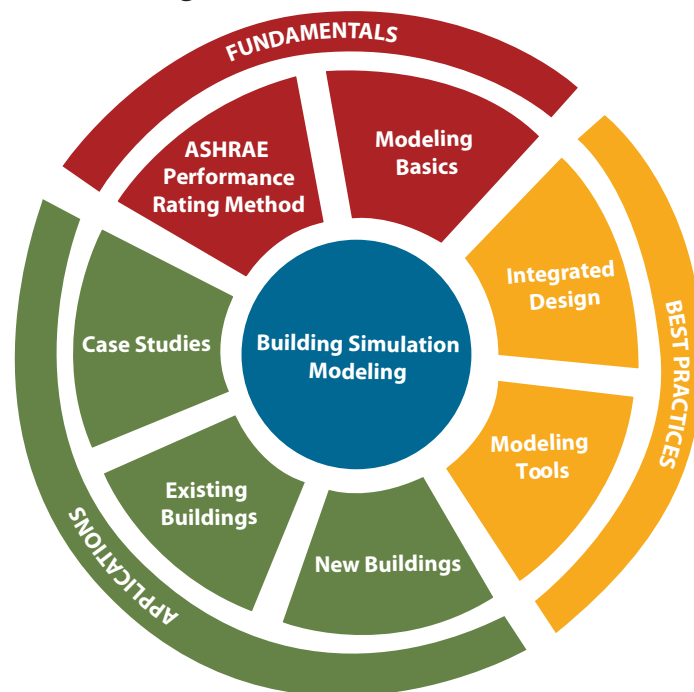 FUNDAMENTALS
ASHRAE
Performance
Rating Method
Modeling
Basics
Integrated
Design
BEST PRACTICES
Modeling
Tools
Building Simulation
Modeling
Case Studies
Existing
Buildings
New Buildings
APPLICATIONS